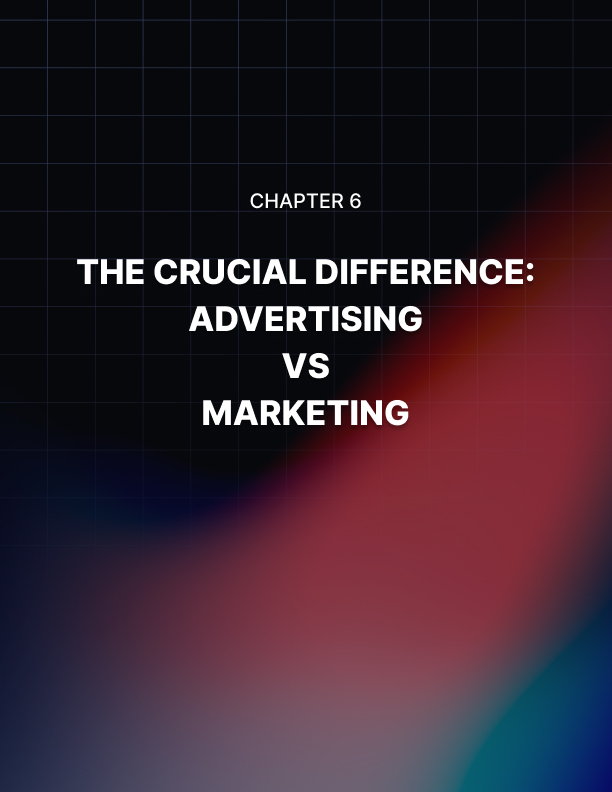 CHAPTER 6
THE CRUCIAL DIFFERENCE:
ADVERTISING
VS
MARKETING